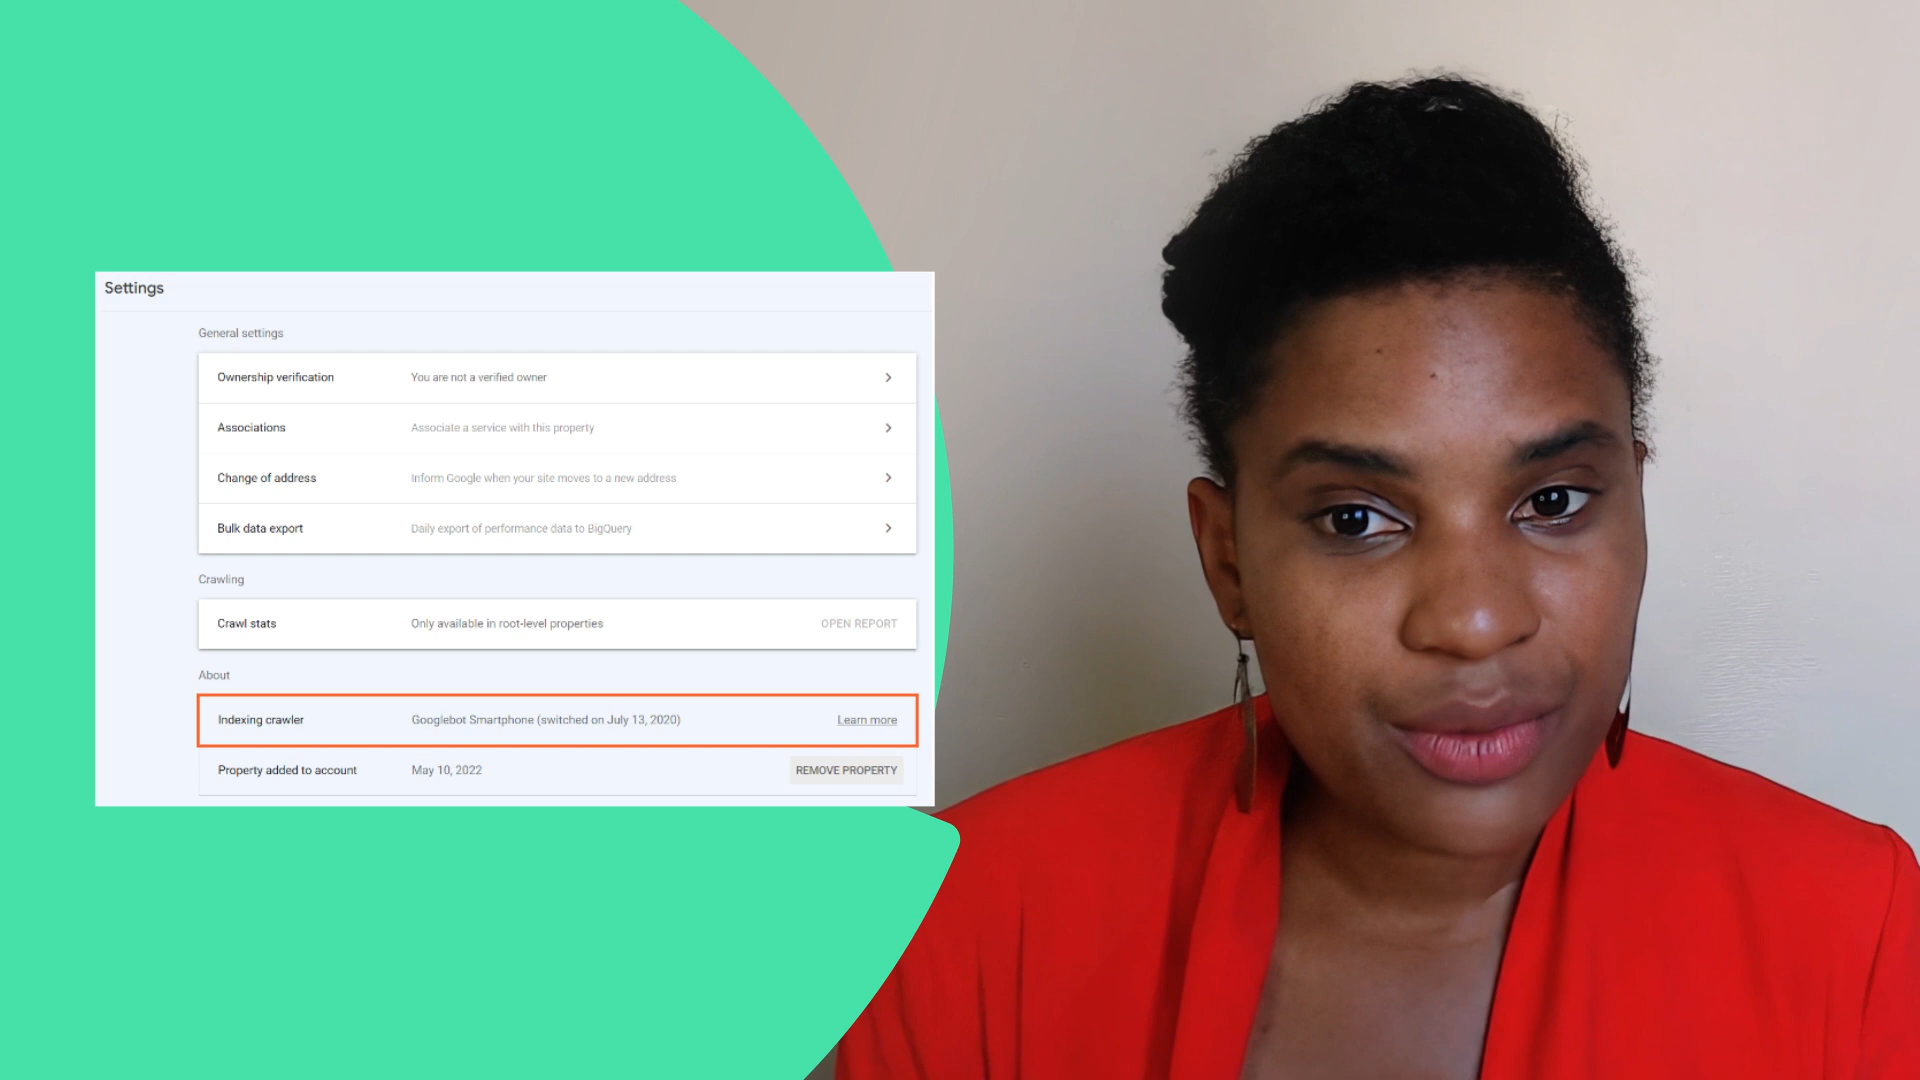 Settings
General settings
Ownership verification You are not a verified owner
Associations Associate a service with this property
Change of address Inform Google when your site moves to a new address
Bulk data export Daily export of performance data to BigQuery
Crawling
Crawl stats Only available in root-level properties OPEN REPORT
About
Indexing crawler Googlebot Smartphone (switched on July 13, 2020) Learn more
Property added to account May 10, 2022 REMOVE PROPERTY